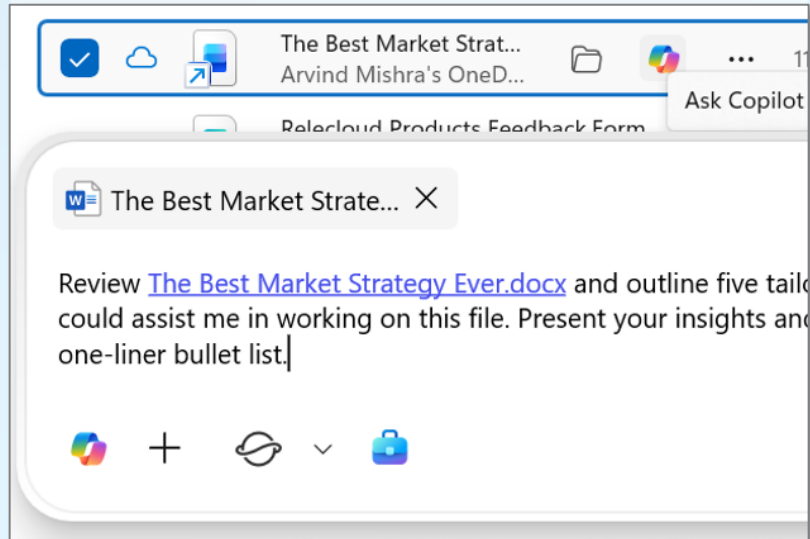 The Best Market Strat...
Arvind Mishra's OneD...
11
Ask Copilot
Relecloud Products Feedback Form
W
The Best Market Strate...
Review The Best Market Strategy Ever.docx and outline five
could assist me in working on this file. Present your insights
one-liner bullet list.